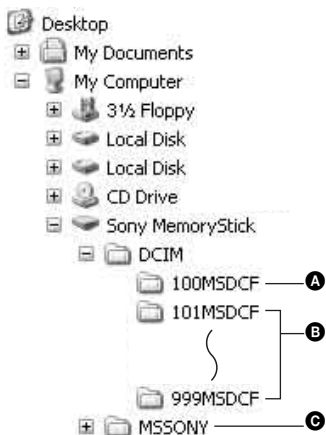 Desktop
My Documents
My Computer
3½ Floppy
Local Disk
Local Disk
CD Drive
Sony MemoryStick
DCIM
100MSDCF A
101MSDCF
B
999MSDCF
MSSONY C